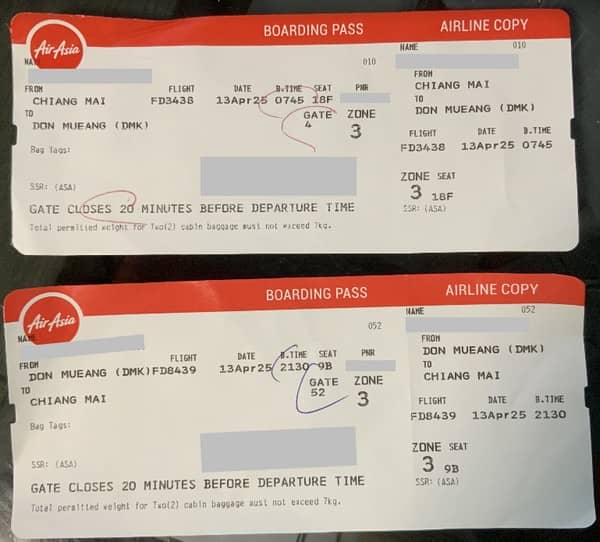 BOARDING PASS
AIRLINE COPY
AirAsia
NAME
010
NAME
010
FROM FLIGHT DATE B.TIME SEAT PNR
CHIANG MAI FD3438 13Apr25 0745 18F
TO GATE ZONE
DON MUEANG (DMK) 4 3
Bag Tags:
SSR: (ASA)
GATE CLOSES 20 MINUTES BEFORE DEPARTURE TIME
Total permitted weight for Two(2) cabin baggage must not exceed 7kg.
FROM
CHIANG MAI
TO
DON MUEANG (DMK)
FLIGHT DATE B.TIME
FD3438 13Apr25 0745
ZONE SEAT
3 18F
SSR: (ASA)
BOARDING PASS
AIRLINE COPY
AirAsia
NAME
052
NAME
052
FROM FLIGHT DATE B.TIME SEAT PNR
DON MUEANG (DMK) FD8439 13Apr25 2130 9B
TO GATE ZONE
CHIANG MAI 52 3
Bag Tags:
SSR: (ASA)
GATE CLOSES 20 MINUTES BEFORE DEPARTURE TIME
Total permitted weight for Two(2) cabin baggage must not exceed 7kg.
FROM
DON MUEANG (DMK)
TO
CHIANG MAI
FLIGHT DATE B.TIME
FD8439 13Apr25 2130
ZONE SEAT
3 9B
SSR: (ASA)